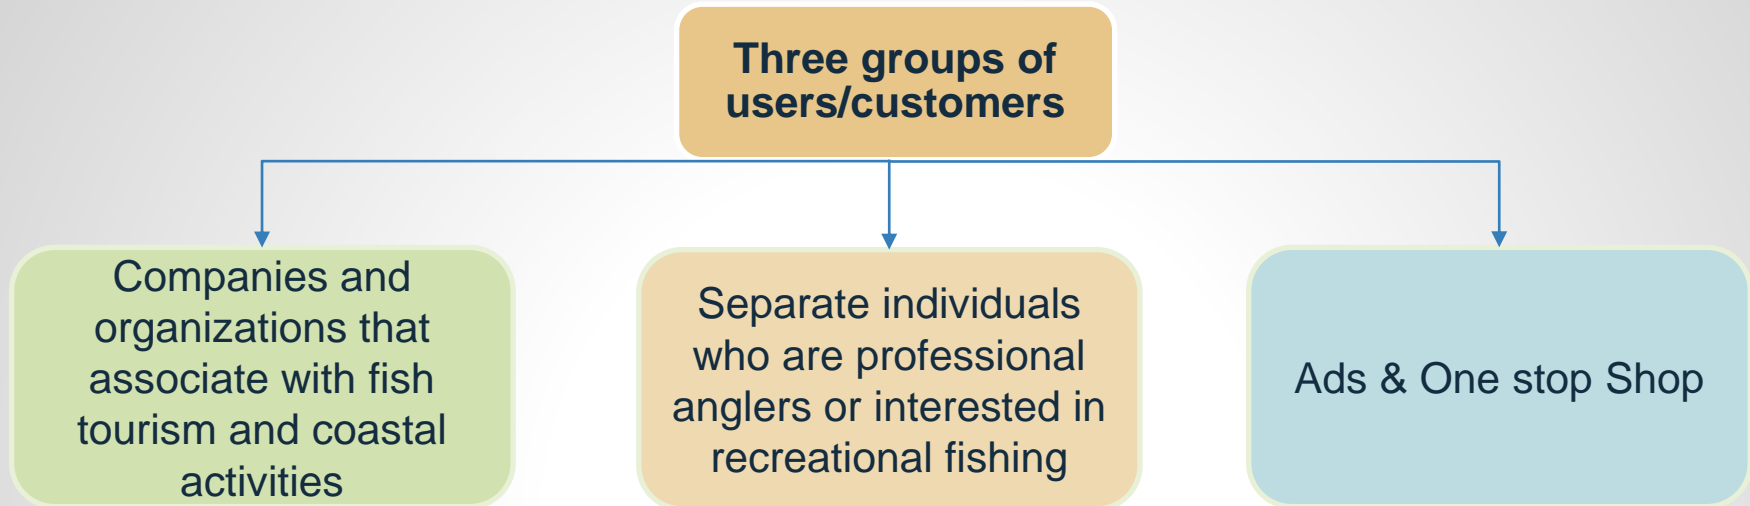 Three groups of
users/customers
Companies and
organizations that
associate with fish
tourism and coastal
activities
Separate individuals
who are professional
anglers or interested in
recreational fishing
Ads & One stop Shop